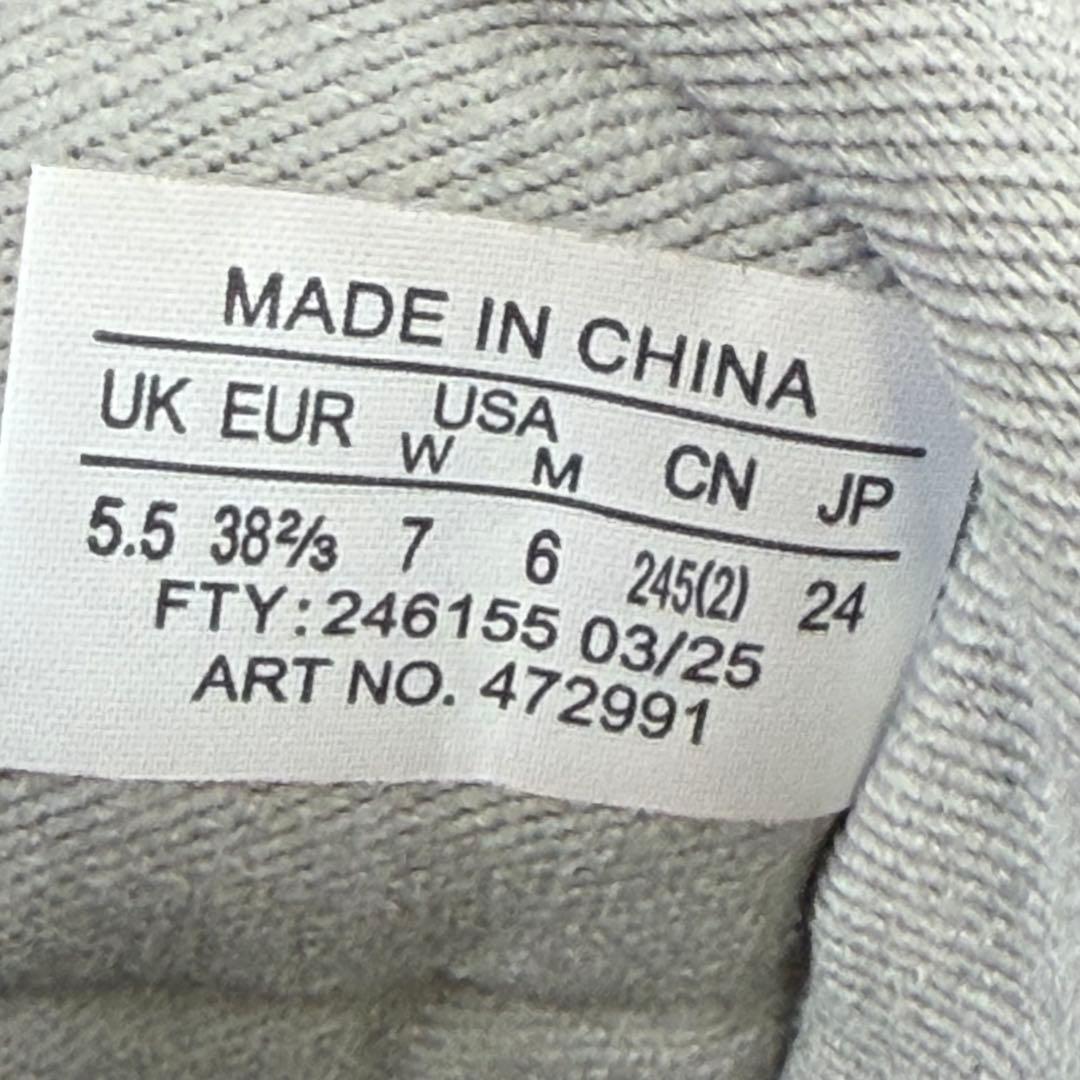 MADE IN CHINA
UK EUR USA CN JP
W M
5.5 38⅔ 7 6 245(2) 24
FTY:246155 03/25
ART NO. 472991